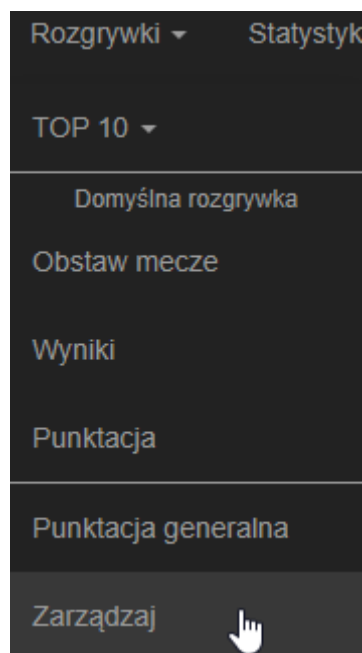 Rozgrywki Statystyk
TOP 10
Domyślna rozgrywka
Obstaw mecze
Wyniki
Punktacja
Punktacja generalna
Zarządzaj